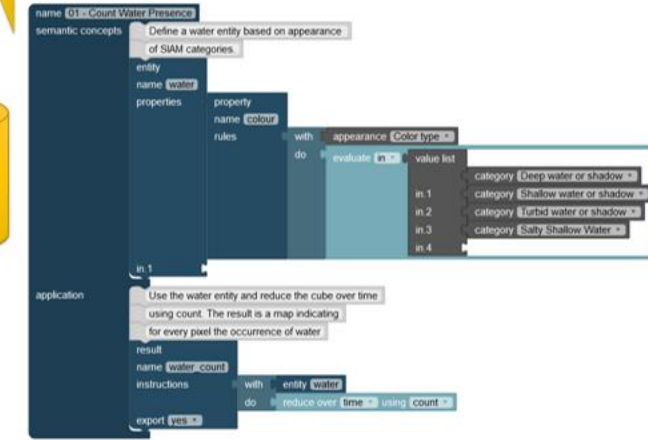 name 01 - Count Water Presence
semantic concepts Define a water entity based on appearance
of SIAM categories.
entity
name water
properties property
name colour
rules with appearance Color type
do evaluate in value list
category Deep water or shadow
in.1 category Shallow water or shadow
in.2 category Turbid water or shadow
in.3 category Salty Shallow Water
in.4
in.1
application Use the water entity and reduce the cube over time
using count. The result is a map indicating
for every pixel the occurrence of water
result
name water_count
instructions with entity water
do reduce over time using count
export yes